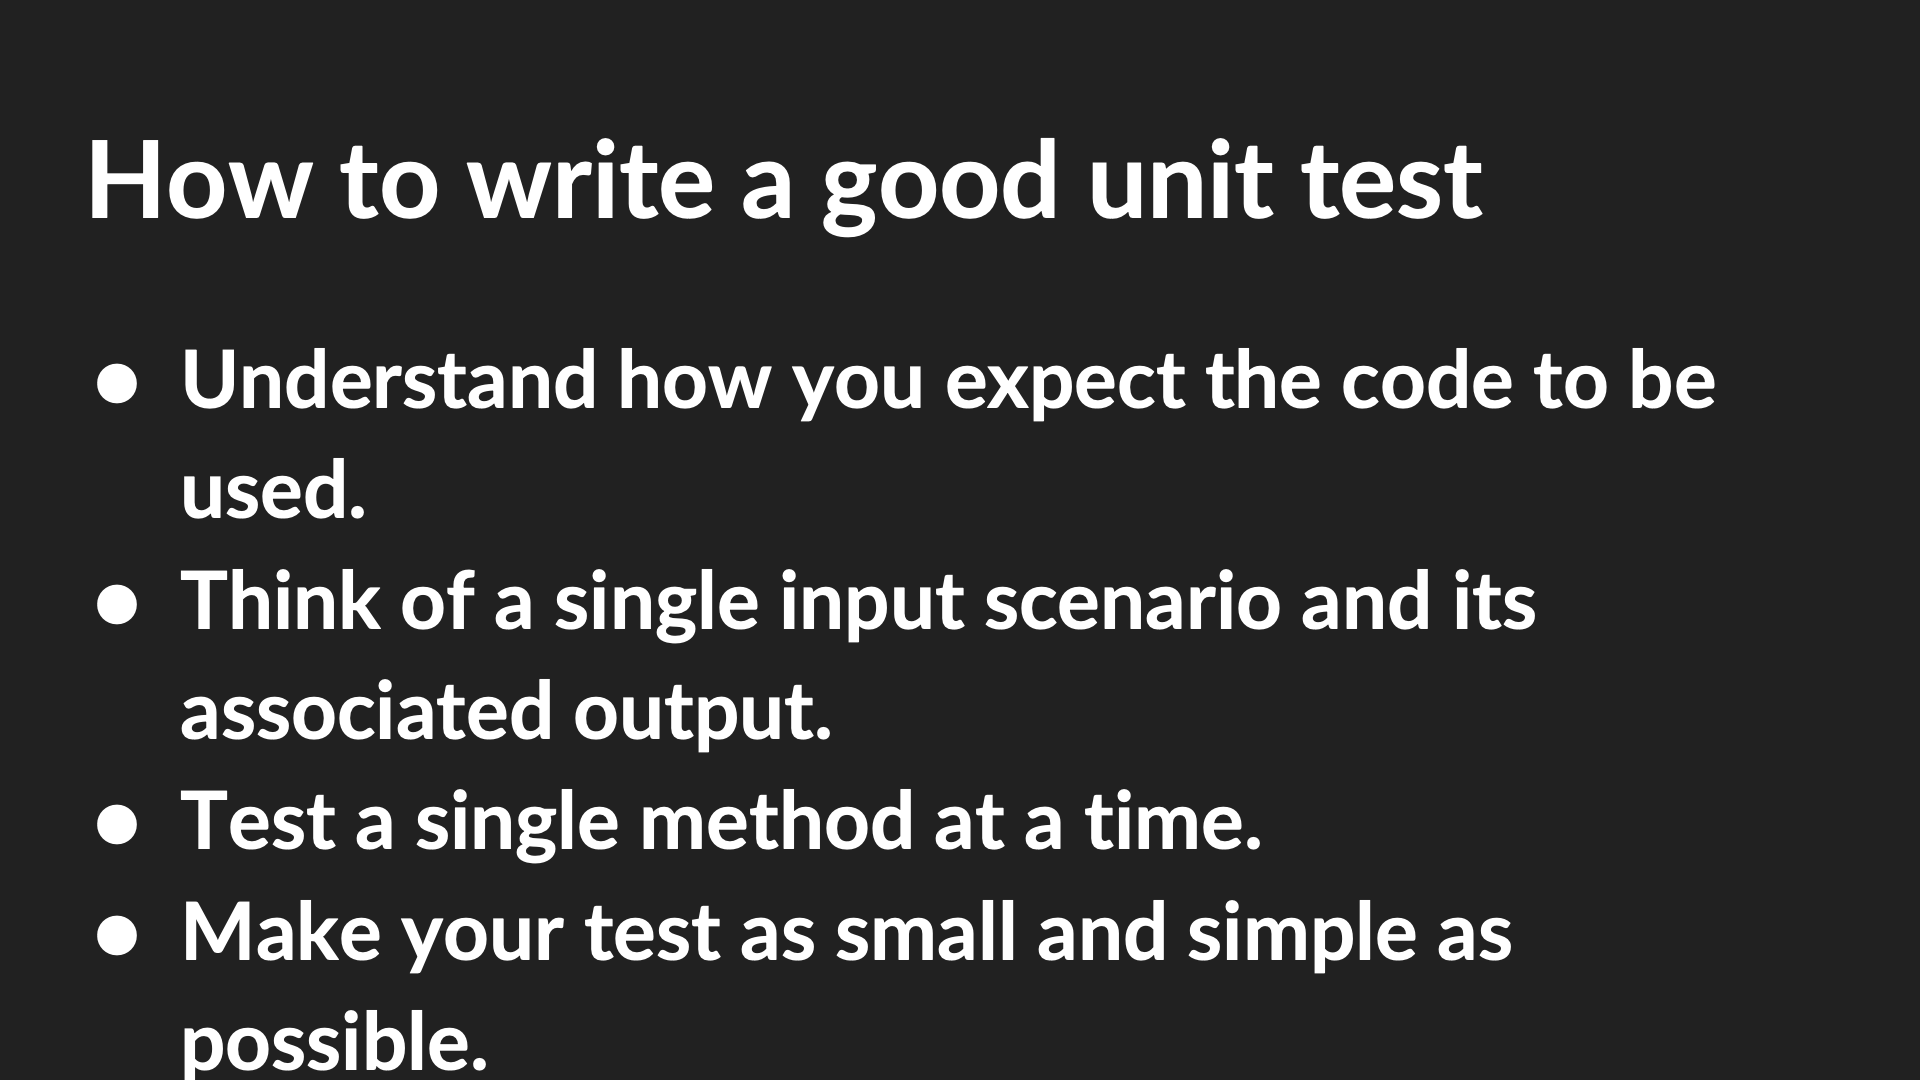 How to write a good unit test
● Understand how you expect the code to be
used.
● Think of a single input scenario and its
associated output.
● Test a single method at a time.
● Make your test as small and simple as
possible.